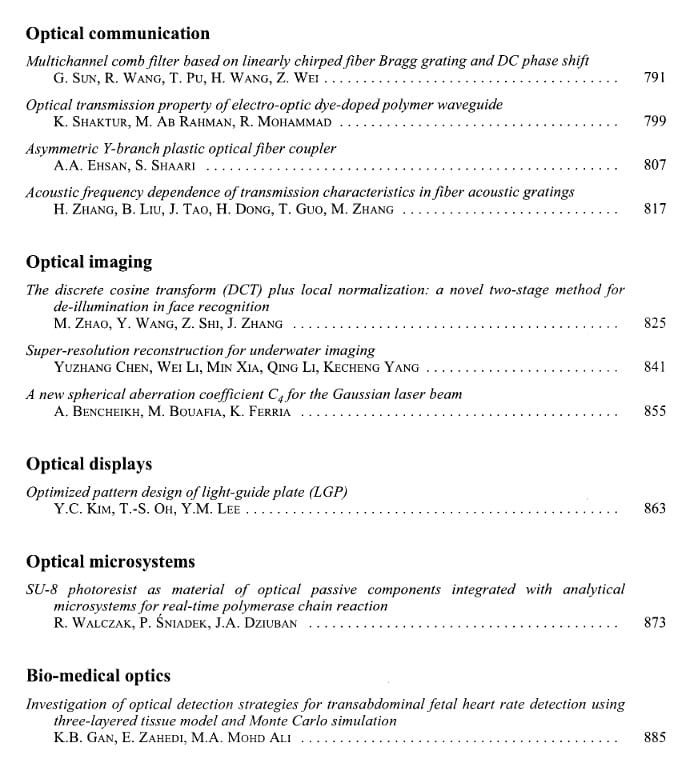 Optical communication
Multichannel comb filter based on linearly chirped fiber Bragg grating and DC phase shift
G. SUN, R. WANG, T. PU, H. WANG, Z. WEI . . . . . . . . . . . . . . . . . . . . . . . . . . . . . . . . . . . . . . 791
Optical transmission property of electro-optic dye-doped polymer waveguide
K. SHAKTUR, M. AB RAHMAN, R. MOHAMMAD . . . . . . . . . . . . . . . . . . . . . . . . . . . . . . . . . . . . 799
Asymmetric Y-branch plastic optical fiber coupler
A.A. EHSAN, S. SHAARI . . . . . . . . . . . . . . . . . . . . . . . . . . . . . . . . . . . . . . . . . . . . . . . . . . . . . 807
Acoustic frequency dependence of transmission characteristics in fiber acoustic gratings
H. ZHANG, B. LIU, J. TAO, H. DONG, T. GUO, M. ZHANG . . . . . . . . . . . . . . . . . . . . . . . . . . . . 817
Optical imaging
The discrete cosine transform (DCT) plus local normalization: a novel two-stage method for
de-illumination in face recognition
M. ZHAO, Y. WANG, Z. SHI, J. ZHANG . . . . . . . . . . . . . . . . . . . . . . . . . . . . . . . . . . . . . . . . . . 825
Super-resolution reconstruction for underwater imaging
YUZHANG CHEN, WEI LI, MIN XIA, QING LI, KECHENG YANG . . . . . . . . . . . . . . . . . . . . . . . . . 841
A new spherical aberration coefficient C4 for the Gaussian laser beam
A. BENCHEIKH, M. BOUAFIA, K. FERRIA . . . . . . . . . . . . . . . . . . . . . . . . . . . . . . . . . . . . . . . . . 855
Optical displays
Optimized pattern design of light-guide plate (LGP)
Y.C. KIM, T.-S. OH, Y.M. LEE . . . . . . . . . . . . . . . . . . . . . . . . . . . . . . . . . . . . . . . . . . . . . . . . 863
Optical microsystems
SU-8 photoresist as material of optical passive components integrated with analytical
microsystems for real-time polymerase chain reaction
R. WALCZAK, P. ŚNIADEK, J.A. DZIUBAN . . . . . . . . . . . . . . . . . . . . . . . . . . . . . . . . . . . . . . . . 873
Bio-medical optics
Investigation of optical detection strategies for transabdominal fetal heart rate detection using
three-layered tissue model and Monte Carlo simulation
K.B. GAN, E. ZAHEDI, M.A. MOHD ALI . . . . . . . . . . . . . . . . . . . . . . . . . . . . . . . . . . . . . . . . . 885